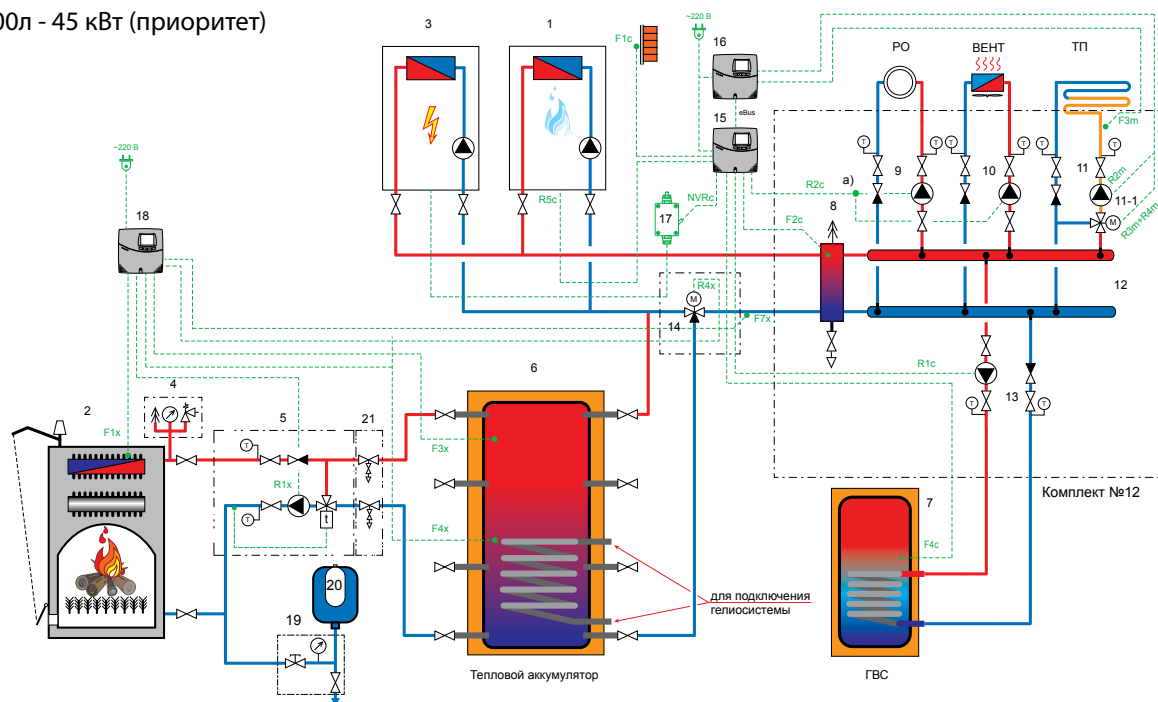 00л - 45 кВт (приоритет)
3
1
F1c
~220 В
16
РО
ВЕНТ
ТП
eBus
15
F3m
~220 В
18
R5c
NVRc
17
R2c
a)
F2c
8
9
10
11
R2m
11-1
R3m+R4m
T
T
T
T
T
T
M
12
R4x
M
14
F7x
4
2
F1x
5
21
6
T
R1x
T
t
F3x
F4x
R1c
13
T
T
Комплект №12
7
F4c
для подключения
гелиосистемы
20
19
Тепловой аккумулятор
ГВС